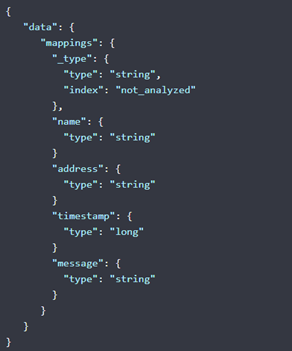 {
"data": {
"mappings": {
"_type": {
"type": "string",
"index": "not_analyzed"
},
"name": {
"type": "string"
}
"address": {
"type": "string"
}
"timestamp": {
"type": "long"
}
"message": {
"type": "string"
}
}
}
}